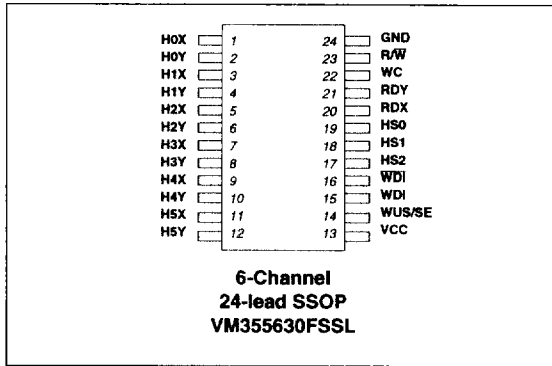 H0X 1 24 GND
H0Y 2 23 R/W̅
H1X 3 22 WC
H1Y 4 21 RDY
H2X 5 20 RDX
H2Y 6 19 HS0
H3X 7 18 HS1
H3Y 8 17 HS2
H4X 9 16 W̅D̅I̅
H4Y 10 15 WDI
H5X 11 14 WUS/SE
H5Y 12 13 VCC
6-Channel
24-lead SSOP
VM355630FSSL